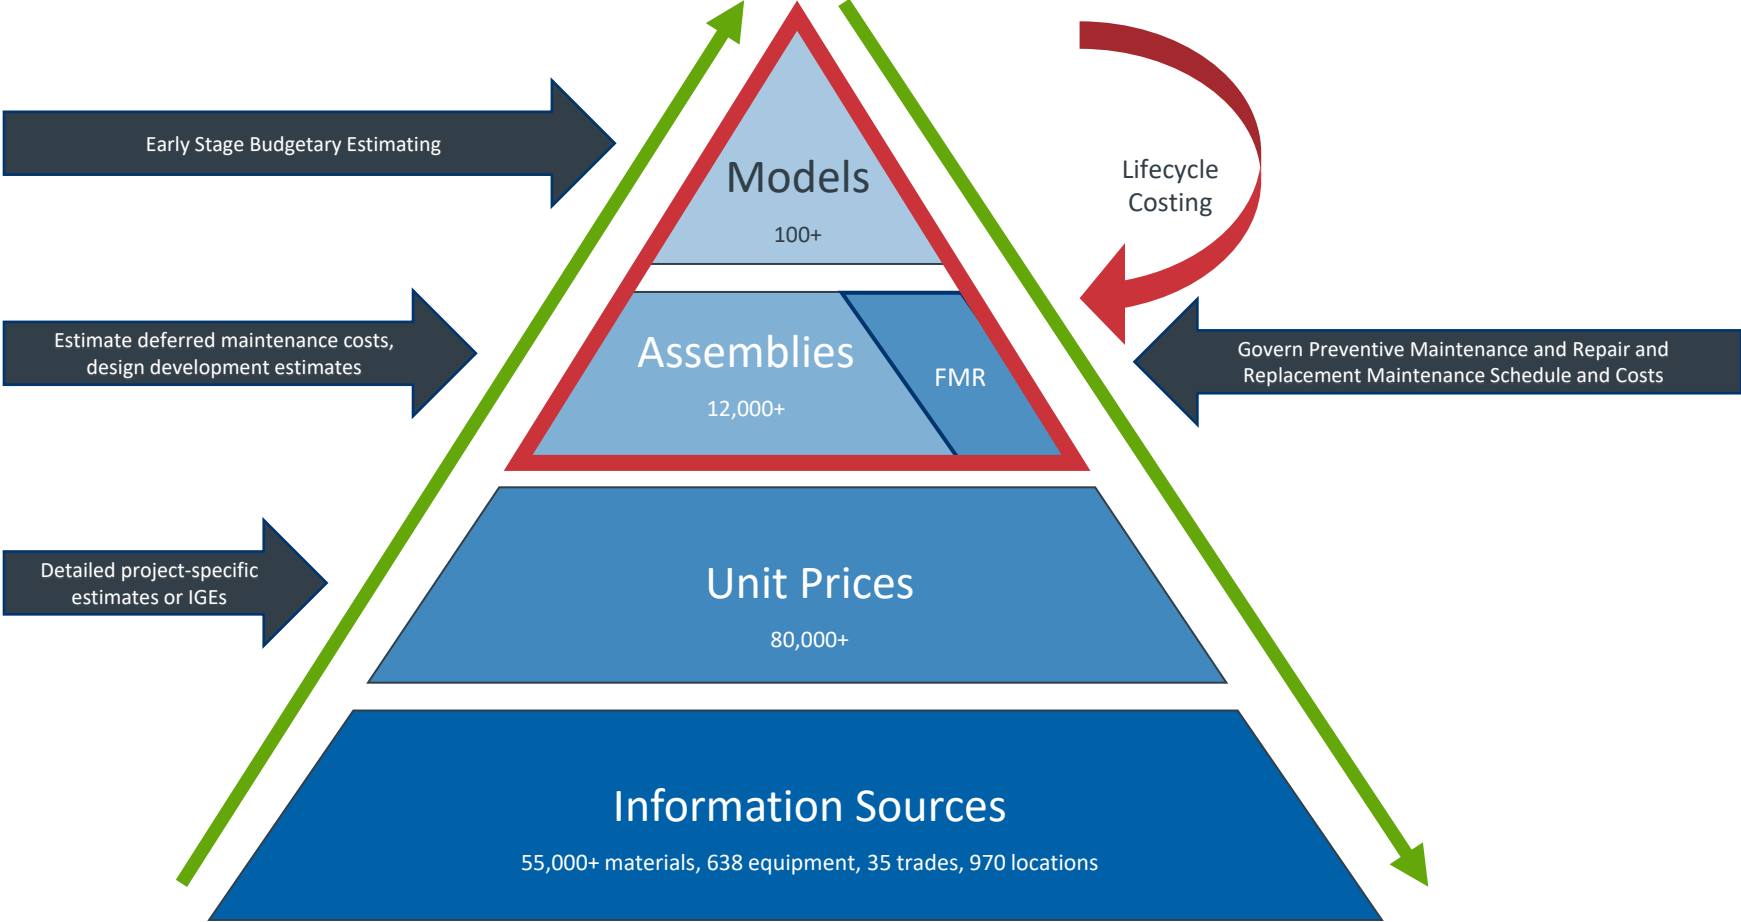 Early Stage Budgetary Estimating
Models
100+
Lifecycle
Costing
Estimate deferred maintenance costs,
design development estimates
Assemblies
12,000+
FMR
Govern Preventive Maintenance and Repair and
Replacement Maintenance Schedule and Costs
Detailed project-specific
estimates or IGEs
Unit Prices
80,000+
Information Sources
55,000+ materials, 638 equipment, 35 trades, 970 locations